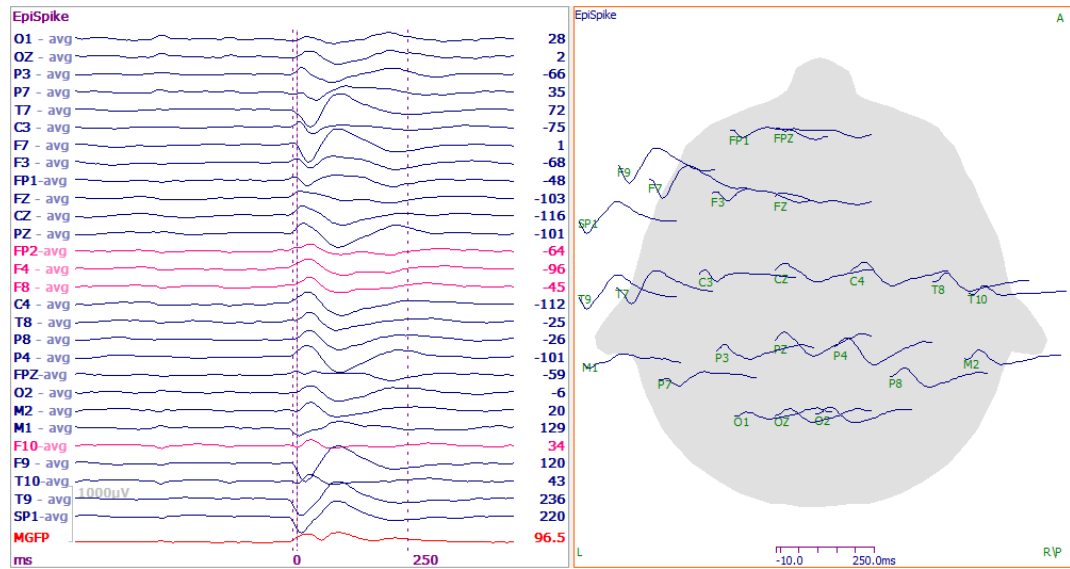 EpiSpike
O1 - avg 28
OZ - avg 2
P3 - avg -66
P7 - avg 35
T7 - avg 72
C3 - avg -75
F7 - avg 1
F3 - avg -68
FP1-avg -48
FZ - avg -103
CZ - avg -116
PZ - avg -101
FP2-avg -64
F4 - avg -96
F8 - avg -45
C4 - avg -112
T8 - avg -25
P8 - avg -26
P4 - avg -101
FPZ-avg -59
O2 - avg -6
M2 - avg 20
M1 - avg 129
F10-avg 34
F9 - avg 120
T10-avg 43
T9 - avg 236
1000µV
SP1-avg 220
MGFP 96.5
ms 0 250
EpiSpike
A
FP1 FPZ
F9
F7
F3 FZ
SP1
C3 CZ C4 T8
T9 T7 T10
P3 PZ P4
M1 M2
P7 P8
O1 OZ O2
L R\P
-10.0 250.0ms